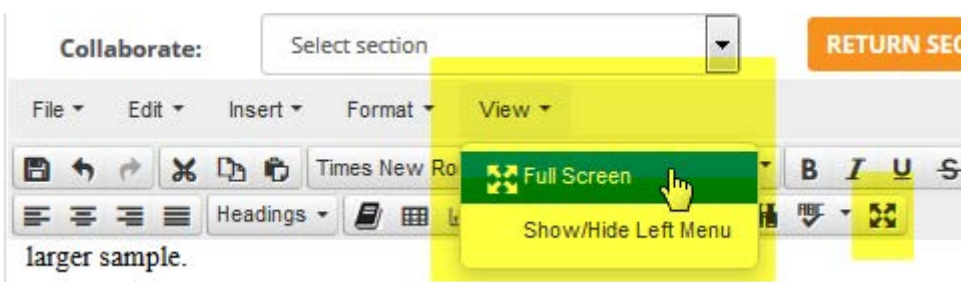 Collaborate: Select section RETURN SEC
File Edit Insert Format View
Times New Ro B I U S
Full Screen
Headings ABC
Show/Hide Left Menu
larger sample.